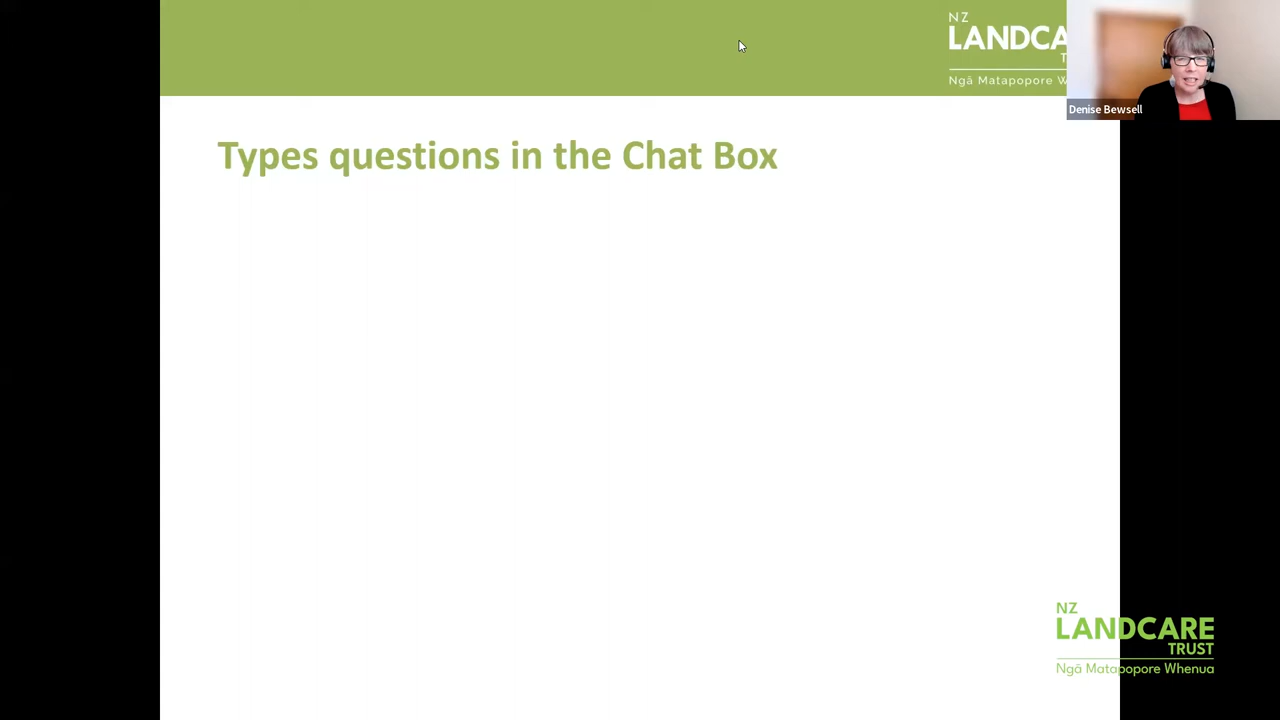 NZ
LANDCA
T
Ngā Matapopore W
Denise Bewsell
Types questions in the Chat Box
NZ
LANDCARE
TRUST
Ngā Matapopore Whenua